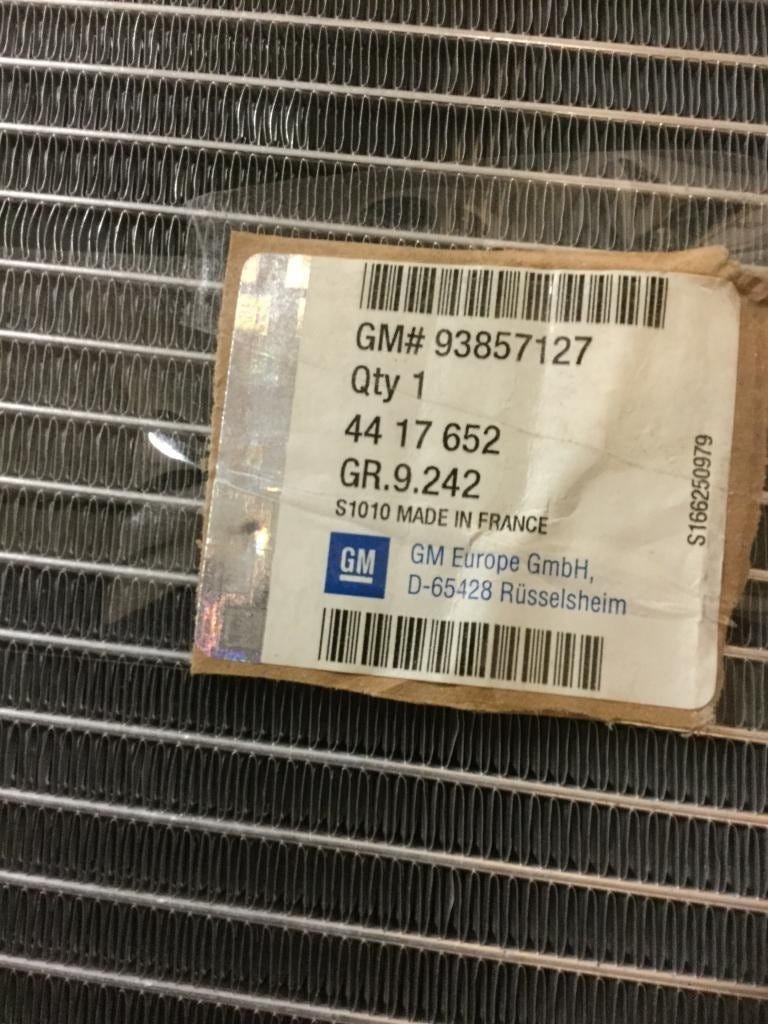 GM# 93857127
Qty 1
44 17 652
GR.9.242
S1010 MADE IN FRANCE
GM
GM Europe GmbH,
D-65428 Rüsselsheim
S166250979